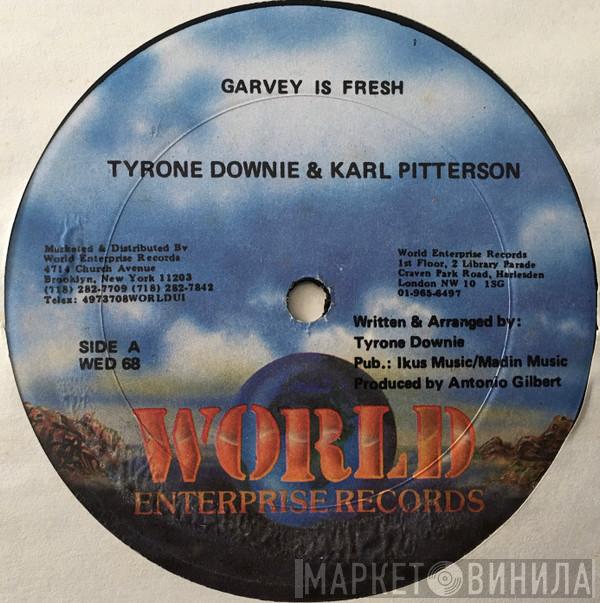 GARVEY IS FRESH
TYRONE DOWNIE & KARL PITTERSON
Marketed & Distributed By
World Enterprise Records
4714 Church Avenue
Brooklyn, New York 11203
(718) 282-7709 (718) 282-7842
Telex: 4973708WORLDUI
World Enterprise Records
1st Floor, 2 Library Parade
Craven Park Road, Harlesden
London NW 10 1SG
01-965-6497
SIDE A
WED 68
Written & Arranged by:
Tyrone Downie
Pub.: Ikus Music/Madin Music
Produced by Antonio Gilbert
WORLD
ENTERPRISE RECORDS
МАРКЕТ ВИНИЛА